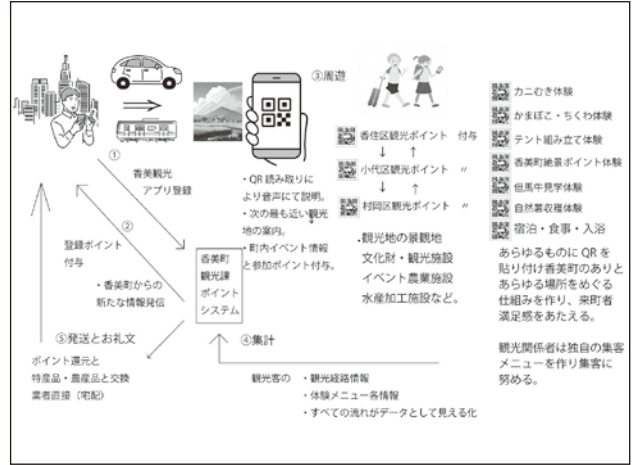 ①
香美観光
アプリ登録
②
登録ポイント
付与
・香美町からの
新たな情報発信
香美町
観光課
ポイント
システム
③周遊
・QR 読み取りに
より音声にて説明。
・次の最も近い観光
地の案内。
・町内イベント情報
と参加ポイント付与。
香住区観光ポイント 付与
↓ ↑
小代区観光ポイント 〃
↓ ↑
村岡区観光ポイント 〃
.観光地の景観地
文化財・観光施設
イベント農業施設
水産加工施設など。
カニむき体験
かまぼこ・ちくわ体験
テント組み立て体験
香美町絶景ポイント体験
但馬牛見学体験
自然薯収穫体験
宿泊・食事・入浴
あらゆるものに QR を
貼り付け香美町のありと
あらゆる場所をめぐる
仕組みを作り、来町者
満足感をあたえる。
観光関係者は独自の集客
メニューを作り集客に
努める。
④集計
観光客の ・観光経路情報
・体験メニュー各情報
・すべての流れがデータとして見える化
⑤発送とお礼文
ポイント還元と
特産品・農産品と交換
業者直接（宅配）